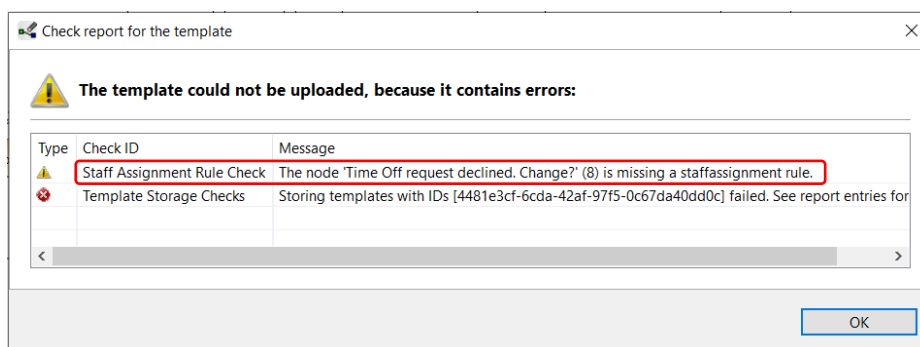 Check report for the template
The template could not be uploaded, because it contains errors:
Type Check ID Message
Staff Assignment Rule Check The node 'Time Off request declined. Change?' (8) is missing a staffassignment rule.
Template Storage Checks Storing templates with IDs [4481e3cf-6cda-42af-97f5-0c67da40dd0c] failed. See report entries for
OK